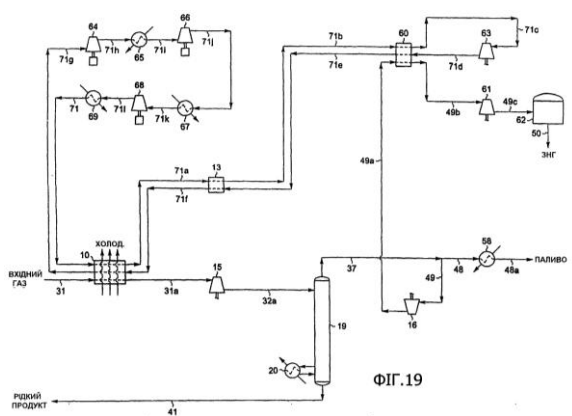 64
66
71g
71h
65
71i
71j
71
69
71l
68
71k
67
71b
71e
60
71c
63
71d
61
49b
49c
62
50
ЗНГ
49a
71a
13
71f
ХОЛОД.
10
ВХІДНИЙ
ГАЗ
31
31a
15
32a
37
58
48
48a
ПАЛИВО
49
16
19
20
ФІГ.19
РІДКИЙ
ПРОДУКТ
41